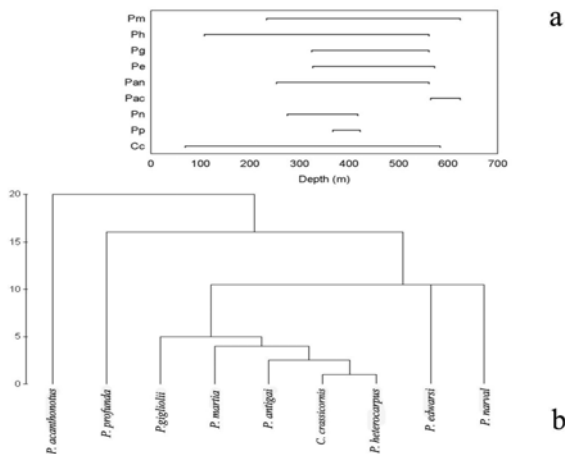 a
Pm
Ph
Pg
Pe
Pan
Pac
Pn
Pp
Cc
0 100 200 300 400 500 600 700
Depth (m)
20
15
10
5
0
P. acanthonotus
P. profunda
P.gigliolii
P. martia
P. antigai
C. crassicornis
P. heterocarpus
P. edwarsi
P. narval
b